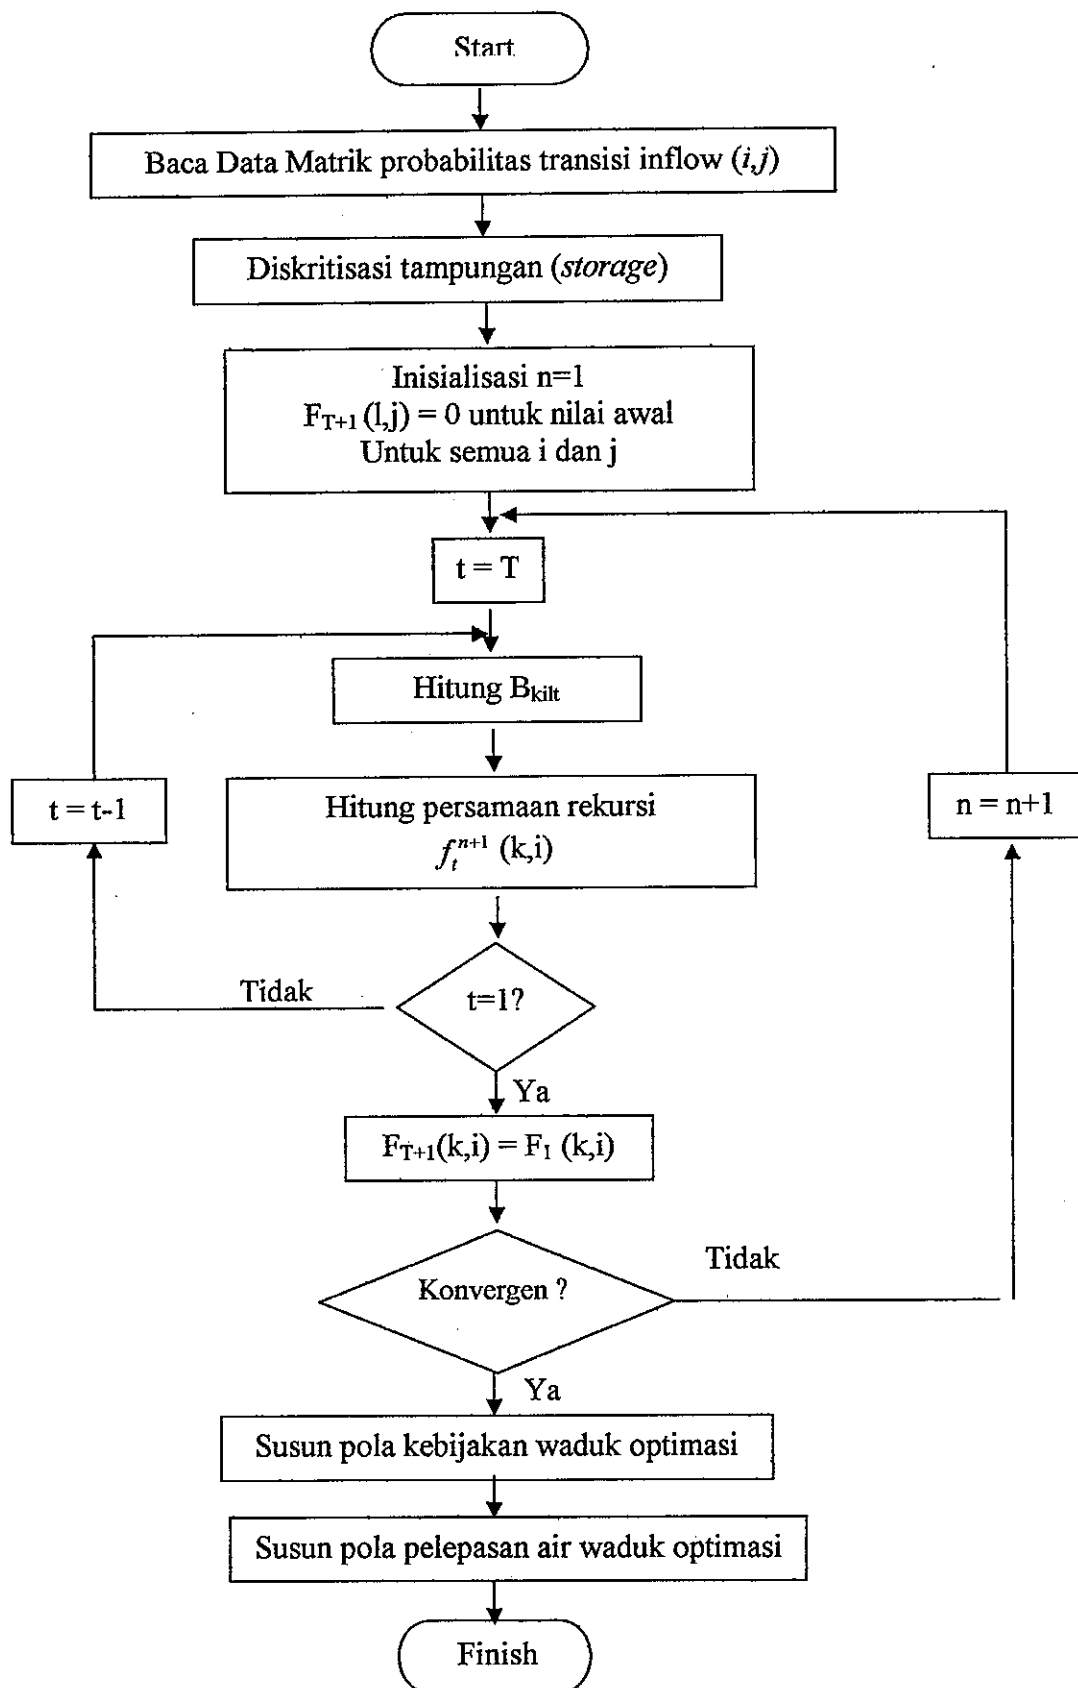 Start
Baca Data Matrik probabilitas transisi inflow (i,j)
Diskritisasi tampungan (storage)
Inisialisasi n=1
F_{T+1} (l,j) = 0 untuk nilai awal
Untuk semua i dan j
t = T
Hitung B_{kilt}
t = t-1
Hitung persamaan rekursi
f_t^{n+1} (k,i)
n = n+1
Tidak
t=1?
Ya
F_{T+1}(k,i) = F_1 (k,i)
Tidak
Konvergen ?
Ya
Susun pola kebijakan waduk optimasi
Susun pola pelepasan air waduk optimasi
Finish